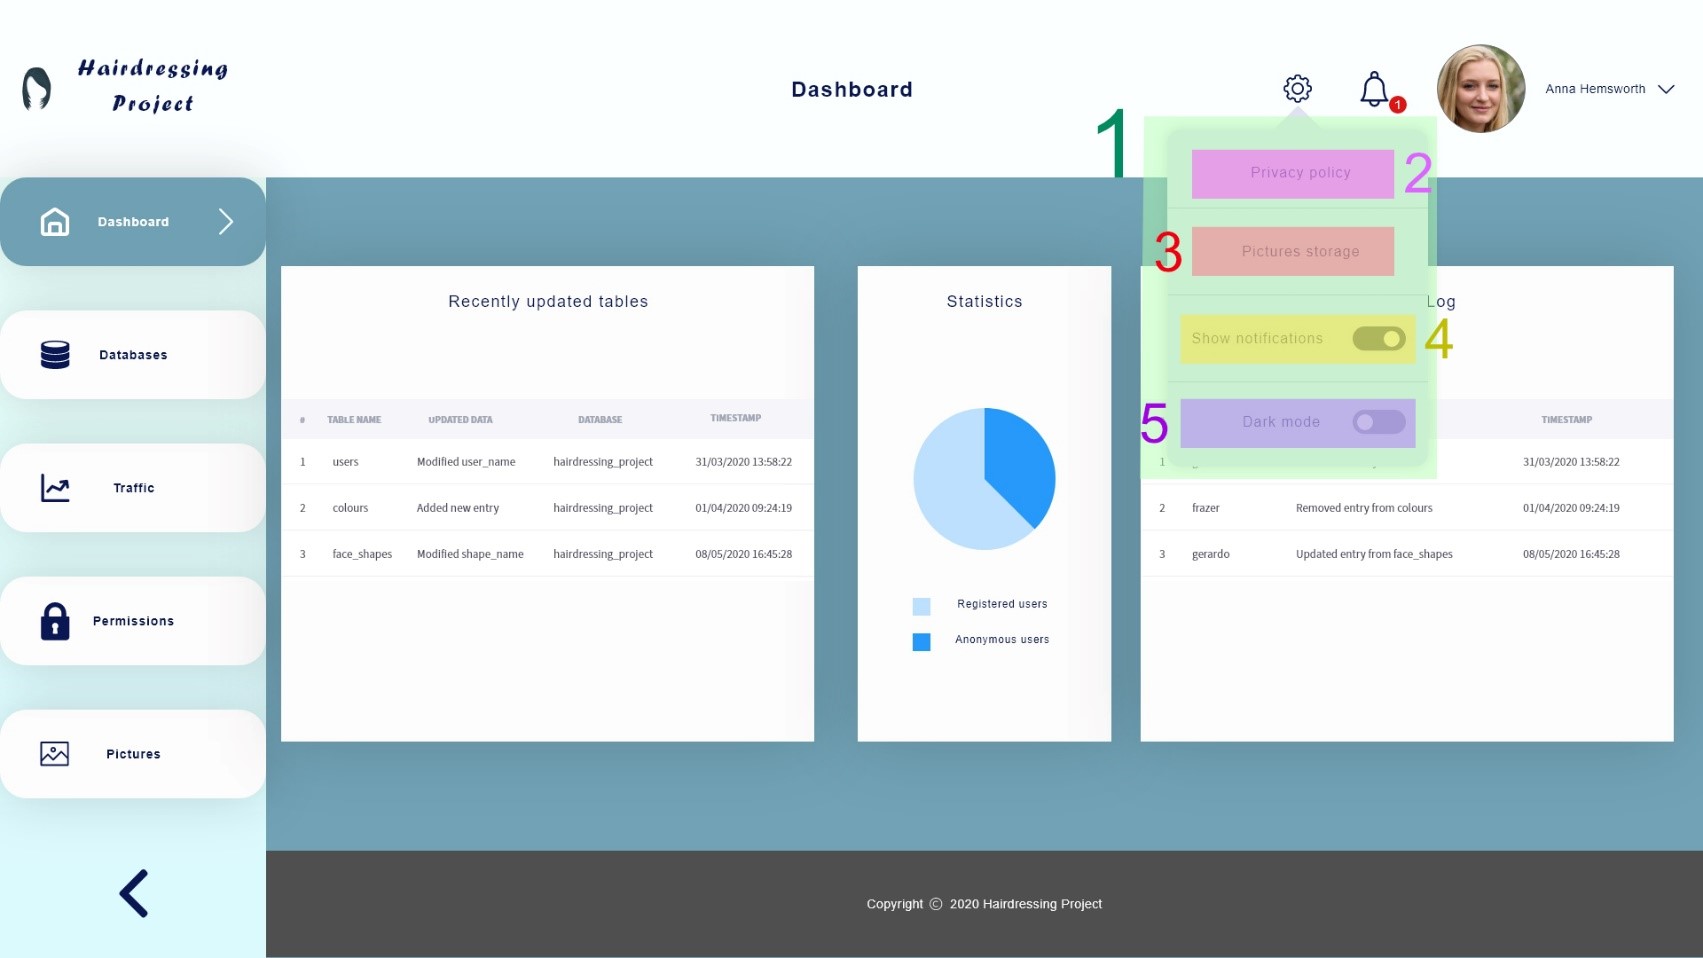 Hairdressing
Project
Dashboard
1
Anna Hemsworth
1
Privacy policy
2
3
Pictures storage
Show notifications
4
5
Dark mode
Dashboard
Databases
Traffic
Permissions
Pictures
Recently updated tables
# TABLE NAME UPDATED DATA DATABASE TIMESTAMP
1 users Modified user_name hairdressing_project 31/03/2020 13:58:22
2 colours Added new entry hairdressing_project 01/04/2020 09:24:19
3 face_shapes Modified shape_name hairdressing_project 08/05/2020 16:45:28
Statistics
Registered users
Anonymous users
Log
TIMESTAMP
1 31/03/2020 13:58:22
2 frazer Removed entry from colours 01/04/2020 09:24:19
3 gerardo Updated entry from face_shapes 08/05/2020 16:45:28
Copyright © 2020 Hairdressing Project